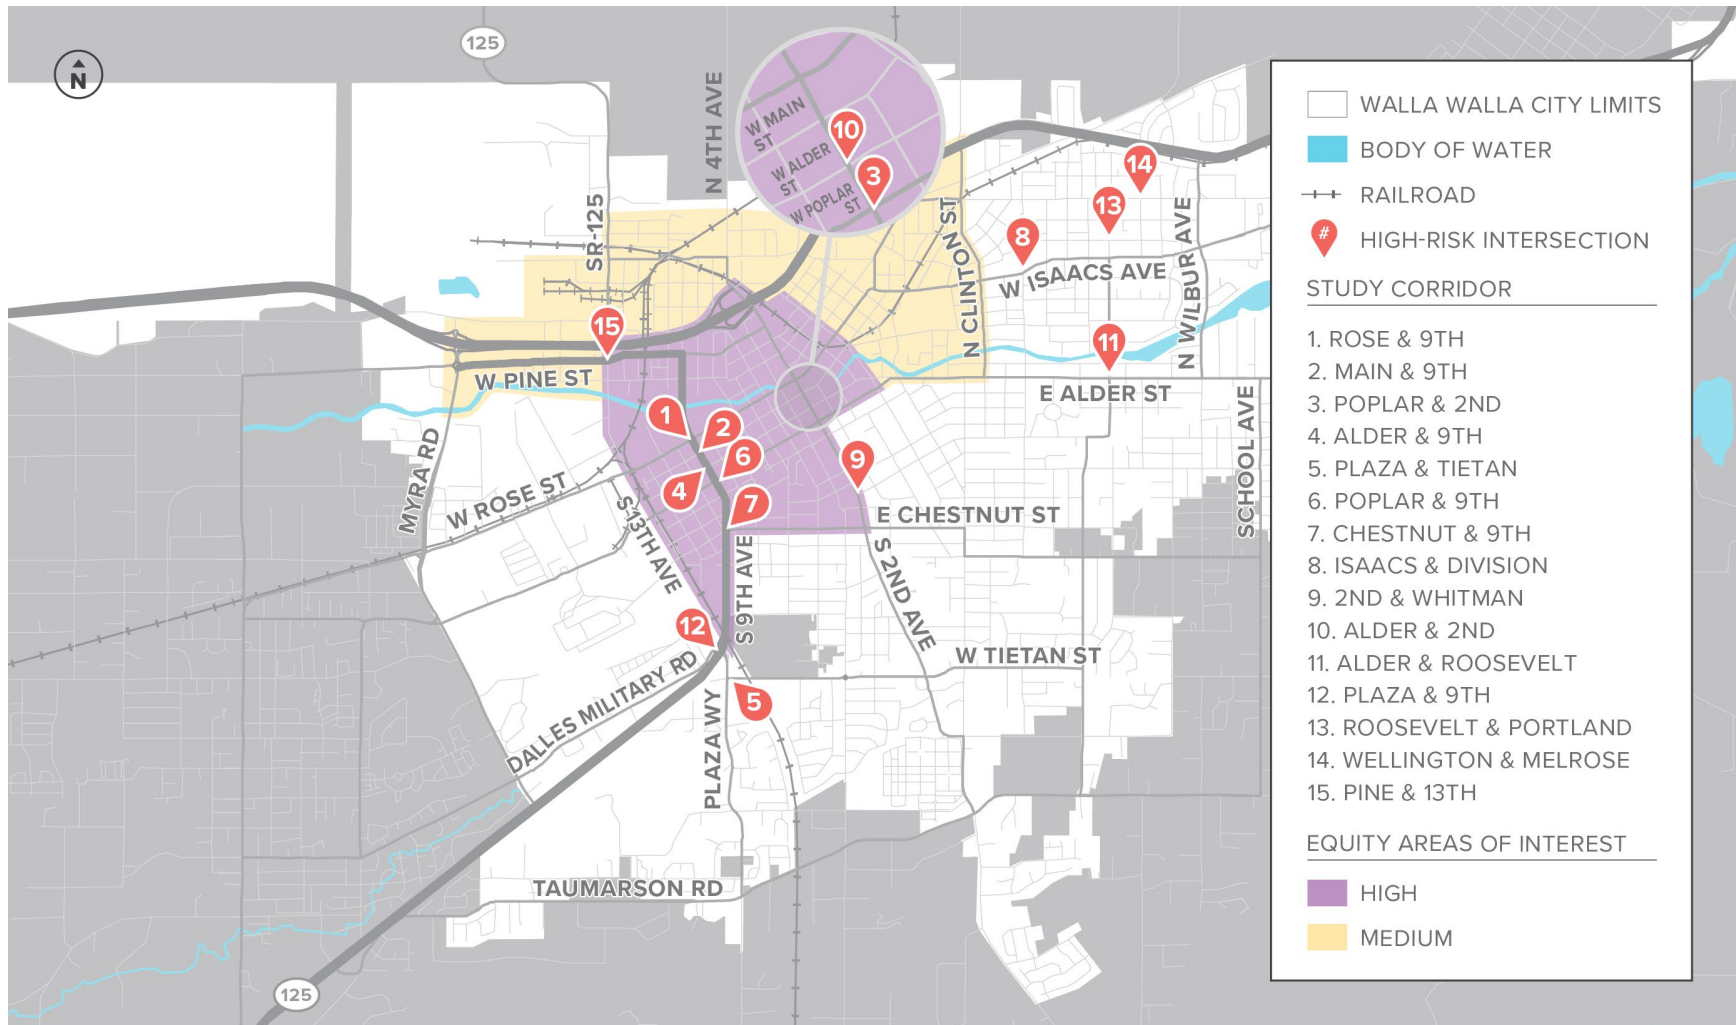 125
N
N 4TH AVE
W MAIN
ST
10
W ALDER
ST
3
W POPLAR
ST
14
13
8
SR-125
N CLINTON ST
W ISAACS AVE
N WILBUR AVE
15
11
W PINE ST
E ALDER ST
1
2
6
9
4
7
MYRA RD
W ROSE ST
S 13TH AVE
E CHESTNUT ST
SCHOOL AVE
S 9TH AVE
S 2ND AVE
12
W TIETAN ST
DALLES MILITARY RD
5
PLAZA WY
TAUMARSON RD
125
WALLA WALLA CITY LIMITS
BODY OF WATER
RAILROAD
#
HIGH-RISK INTERSECTION
STUDY CORRIDOR
1. ROSE & 9TH
2. MAIN & 9TH
3. POPLAR & 2ND
4. ALDER & 9TH
5. PLAZA & TIETAN
6. POPLAR & 9TH
7. CHESTNUT & 9TH
8. ISAACS & DIVISION
9. 2ND & WHITMAN
10. ALDER & 2ND
11. ALDER & ROOSEVELT
12. PLAZA & 9TH
13. ROOSEVELT & PORTLAND
14. WELLINGTON & MELROSE
15. PINE & 13TH
EQUITY AREAS OF INTEREST
HIGH
MEDIUM